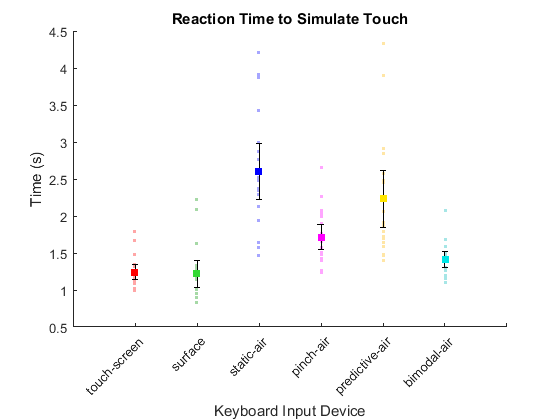 Reaction Time to Simulate Touch
4.5
4
3.5
3
2.5
2
1.5
1
0.5
Time (s)
touch-screen
surface
static-air
pinch-air
predictive-air
bimodal-air
Keyboard Input Device